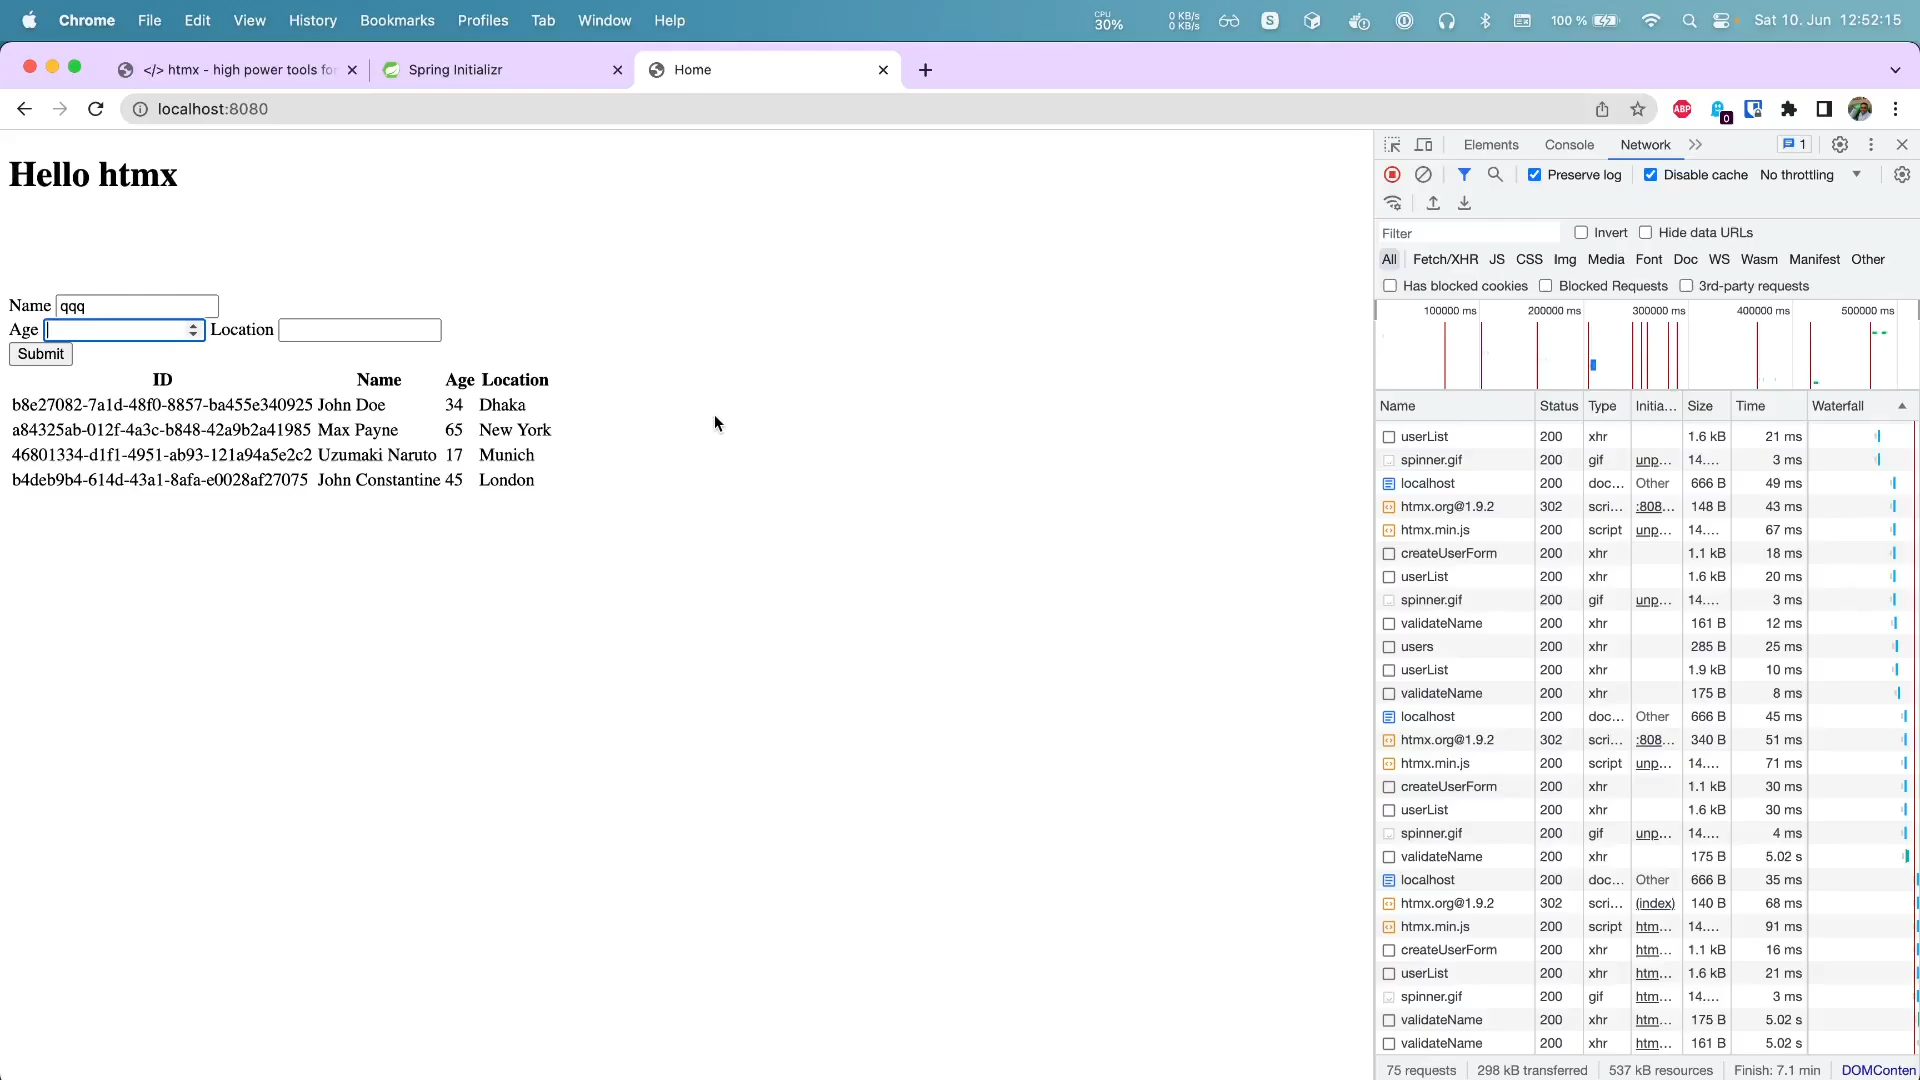 Chrome File Edit View History Bookmarks Profiles Tab Window Help CPU 30% 0 KB/s 0 KB/s 100 % Sat 10. Jun 12:52:15
</> htmx - high power tools fo Spring Initializr Home
localhost:8080 ABP 0
Elements Console Network 1
Preserve log Disable cache No throttling
Filter Invert Hide data URLs
All Fetch/XHR JS CSS Img Media Font Doc WS Wasm Manifest Other
Has blocked cookies Blocked Requests 3rd-party requests
100000 ms 200000 ms 300000 ms 400000 ms 500000 ms
Hello htmx
Name qqq
Age Location
Submit
ID Name Age Location
b8e27082-7a1d-48f0-8857-ba455e340925 John Doe 34 Dhaka
a84325ab-012f-4a3c-b848-42a9b2a41985 Max Payne 65 New York
46801334-d1f1-4951-ab93-121a94a5e2c2 Uzumaki Naruto 17 Munich
b4deb9b4-614d-43a1-8afa-e0028af27075 John Constantine 45 London
Name Status Type Initia... Size Time Waterfall
userList 200 xhr 1.6 kB 21 ms
spinner.gif 200 gif unp... 14.... 3 ms
localhost 200 doc... Other 666 B 49 ms
htmx.org@1.9.2 302 scri... :808... 148 B 43 ms
htmx.min.js 200 script unp... 14.... 67 ms
createUserForm 200 xhr 1.1 kB 18 ms
userList 200 xhr 1.6 kB 20 ms
spinner.gif 200 gif unp... 14.... 3 ms
validateName 200 xhr 161 B 12 ms
users 200 xhr 285 B 25 ms
userList 200 xhr 1.9 kB 10 ms
validateName 200 xhr 175 B 8 ms
localhost 200 doc... Other 666 B 45 ms
htmx.org@1.9.2 302 scri... :808... 340 B 51 ms
htmx.min.js 200 script unp... 14.... 71 ms
createUserForm 200 xhr 1.1 kB 30 ms
userList 200 xhr 1.6 kB 30 ms
spinner.gif 200 gif unp... 14.... 4 ms
validateName 200 xhr 175 B 5.02 s
localhost 200 doc... Other 666 B 35 ms
htmx.org@1.9.2 302 scri... (index) 140 B 68 ms
htmx.min.js 200 script htm... 14.... 91 ms
createUserForm 200 xhr htm... 1.1 kB 16 ms
userList 200 xhr htm... 1.6 kB 21 ms
spinner.gif 200 gif htm... 14.... 3 ms
validateName 200 xhr htm... 175 B 5.02 s
validateName 200 xhr htm... 161 B 5.02 s
75 requests 298 kB transferred 537 kB resources Finish: 7.1 min DOMConten